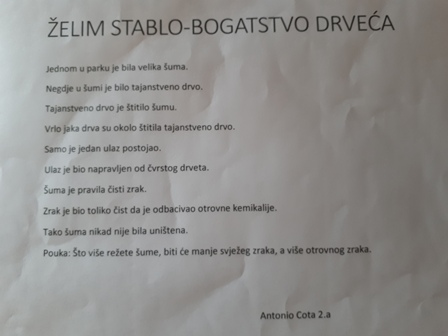 ŽELIM STABLO-BOGATSTVO DRVEĆA
Jednom u parku je bila velika šuma.
Negdje u šumi je bilo tajanstveno drvo.
Tajanstveno drvo je štitilo šumu.
Vrlo jaka drva su okolo štitila tajanstveno drvo.
Samo je jedan ulaz postojao.
Ulaz je bio napravljen od čvrstog drveta.
Šuma je pravila čisti zrak.
Zrak je bio toliko čist da je odbacivao otrovne kemikalije.
Tako šuma nikad nije bila uništena.
Pouka: Što više režete šume, biti će manje svježeg zraka, a više otrovnog zraka.
Antonio Cota 2.a